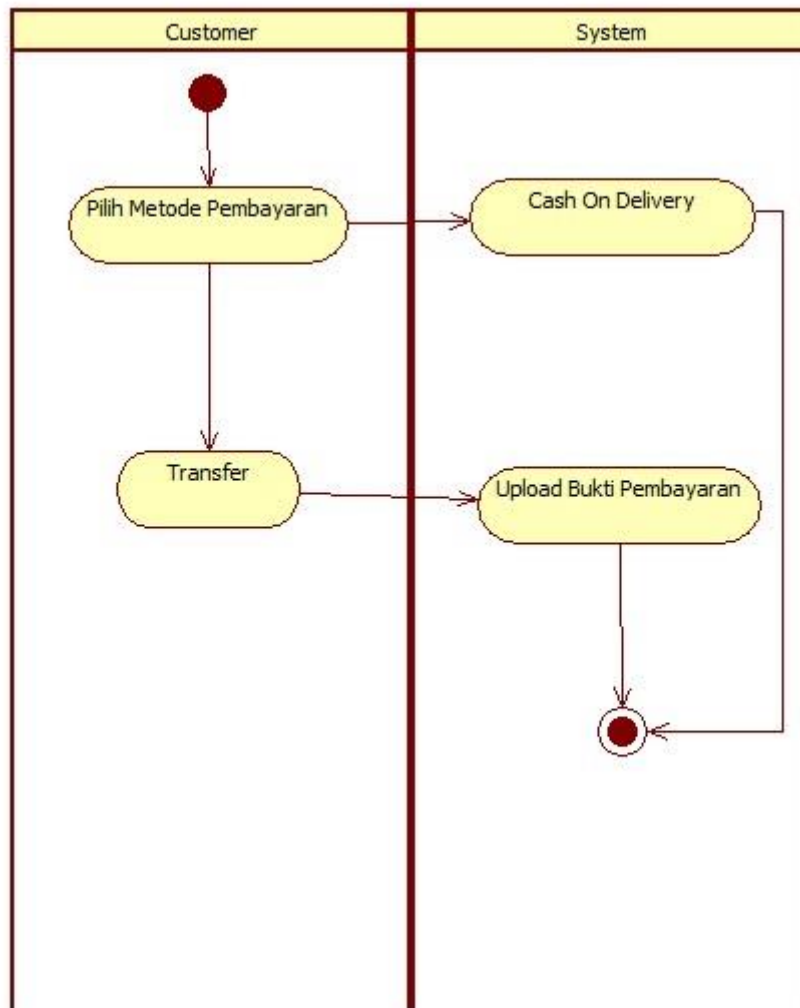 Customer
System
Pilih Metode Pembayaran
Cash On Delivery
Transfer
Upload Bukti Pembayaran